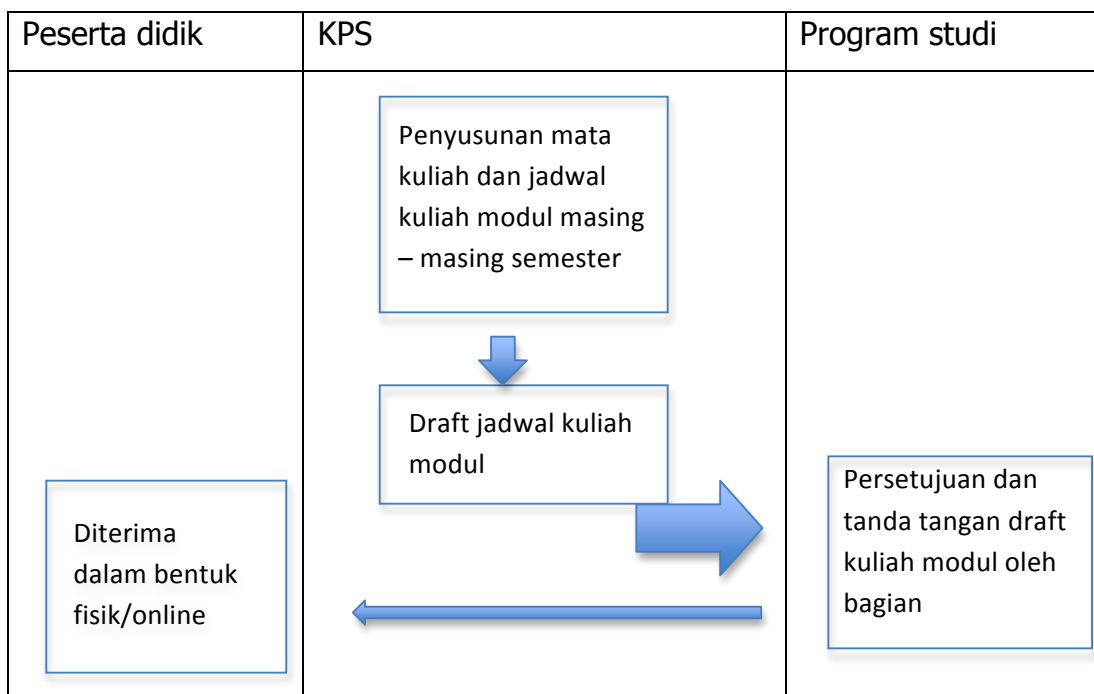 Peserta didik
KPS
Program studi
Penyusunan mata
kuliah dan jadwal
kuliah modul masing
– masing semester
Draft jadwal kuliah
modul
Persetujuan dan
tanda tangan draft
kuliah modul oleh
bagian
Diterima
dalam bentuk
fisik/online